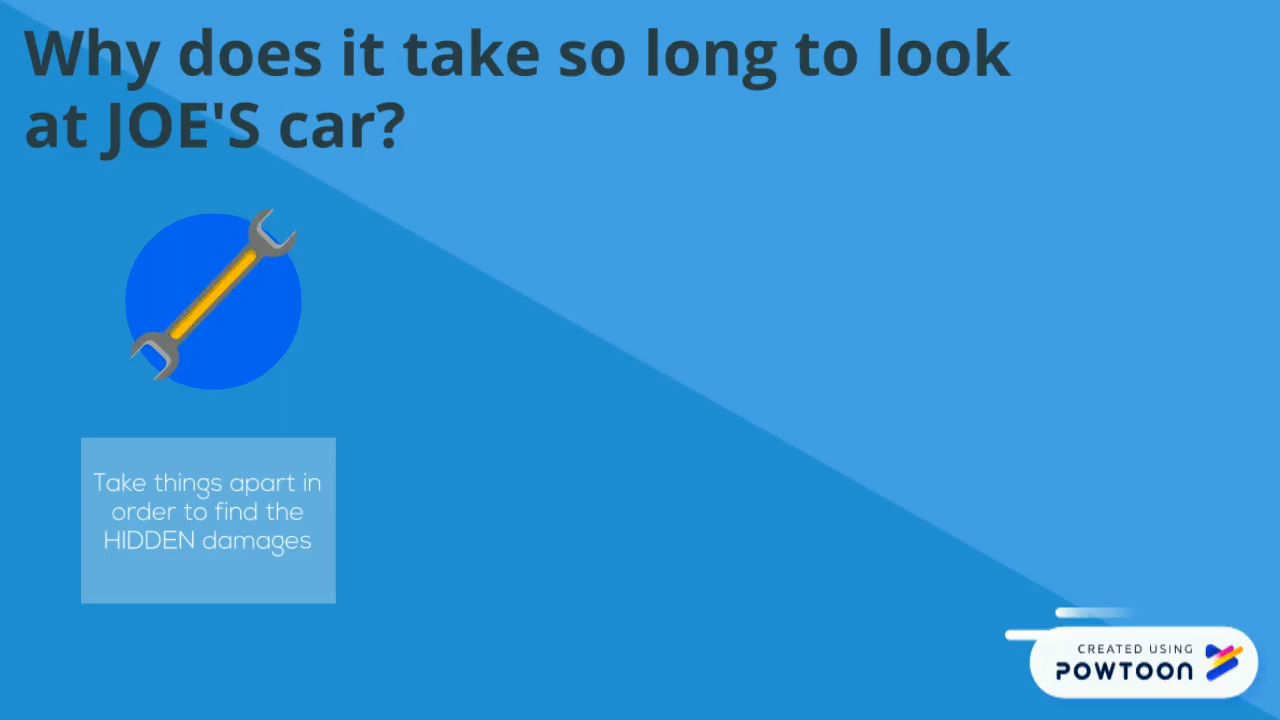 Why does it take so long to look
at JOE'S car?
Take things apart in
order to find the
HIDDEN damages
CREATED USING
POWTOON